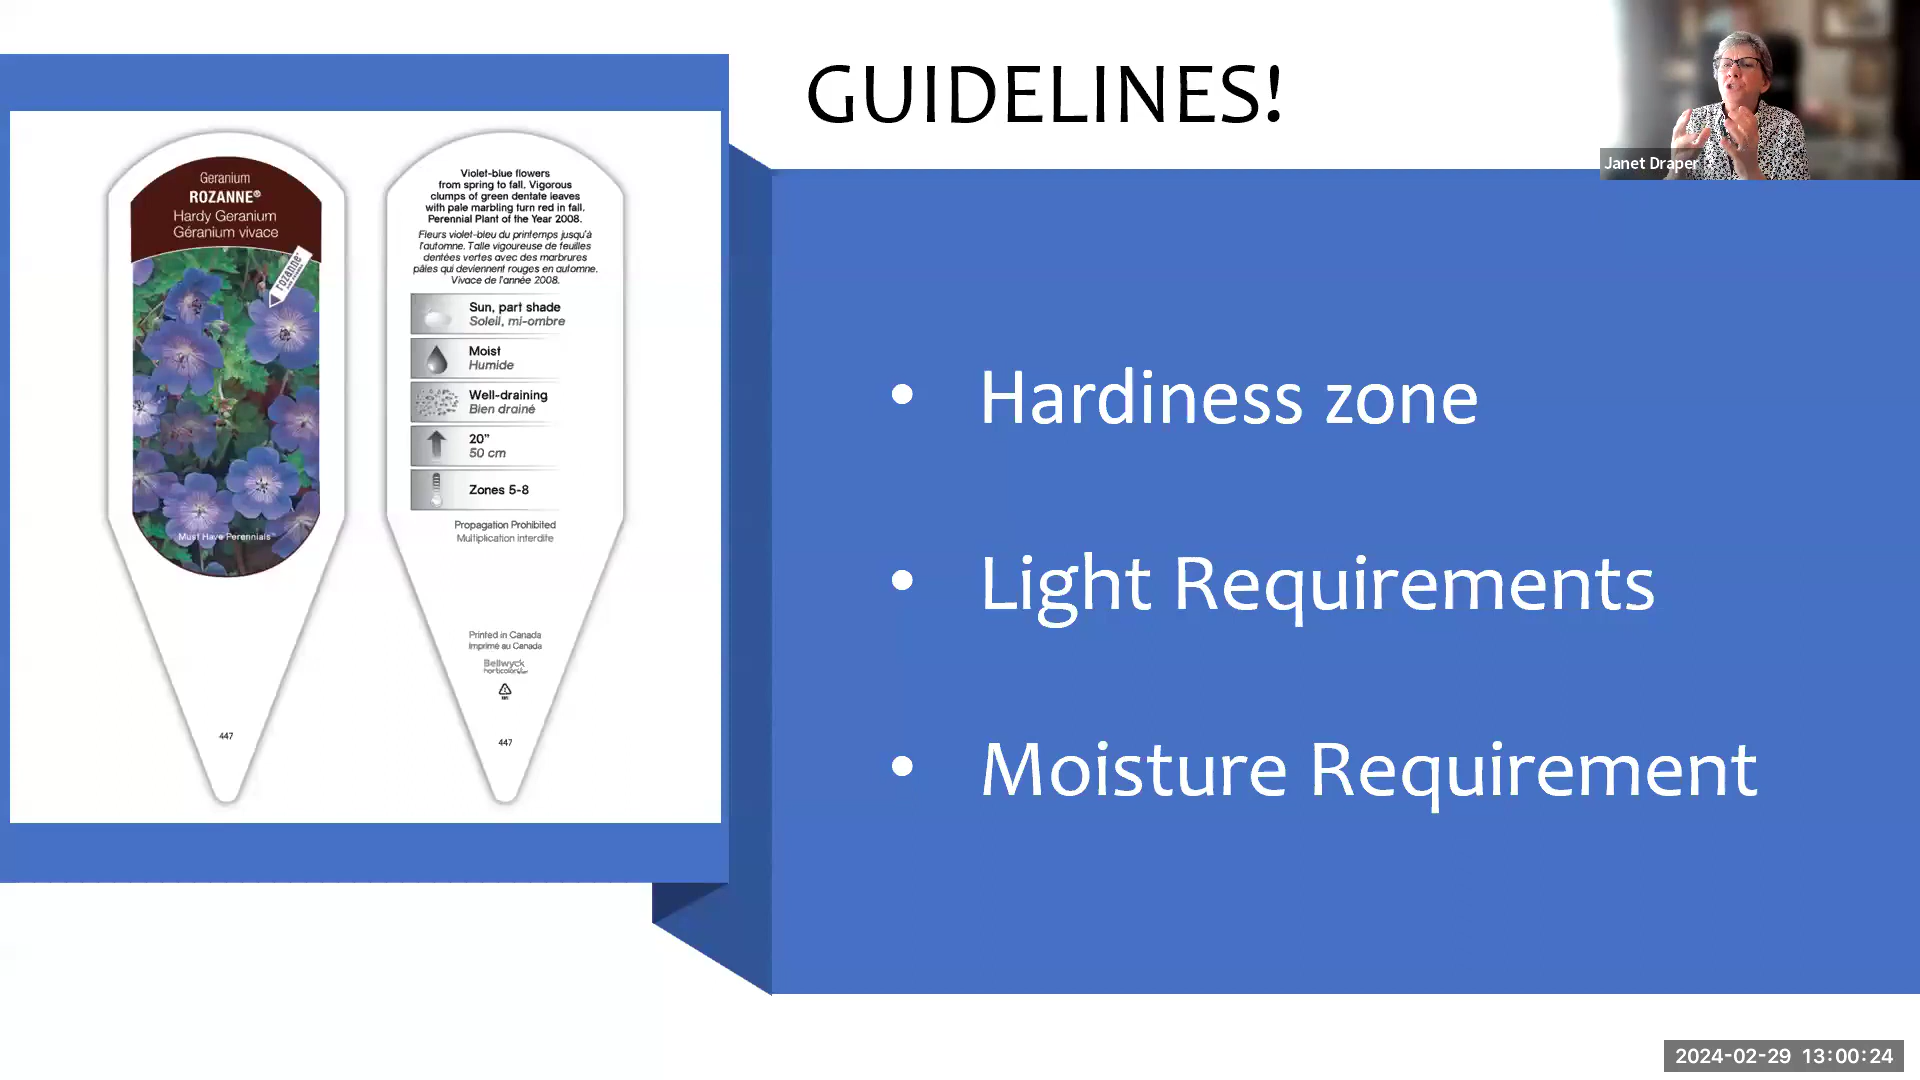 GUIDELINES!
Janet Draper
Geranium
ROZANNE®
Hardy Geranium
Géranium vivace
rozanne
Must Have Perennials™
447
Violet-blue flowers
from spring to fall. Vigorous
clumps of green dentate leaves
with pale marbling turn red in fall.
Perennial Plant of the Year 2008.
Fleurs violet-bleu du printemps jusqu'à
l'automne. Talle vigoureuse de feuilles
dentées vertes avec des marbrures
pâles qui deviennent rouges en automne.
Vivace de l'année 2008.
Sun, part shade
Soleil, mi-ombre
Moist
Humide
Well-draining
Bien drainé
20"
50 cm
Zones 5-8
Propagation Prohibited
Multiplication interdite
Printed in Canada
Imprimé au Canada
Bellwyck
447
• Hardiness zone
• Light Requirements
• Moisture Requirement
2024-02-29 13:00:24